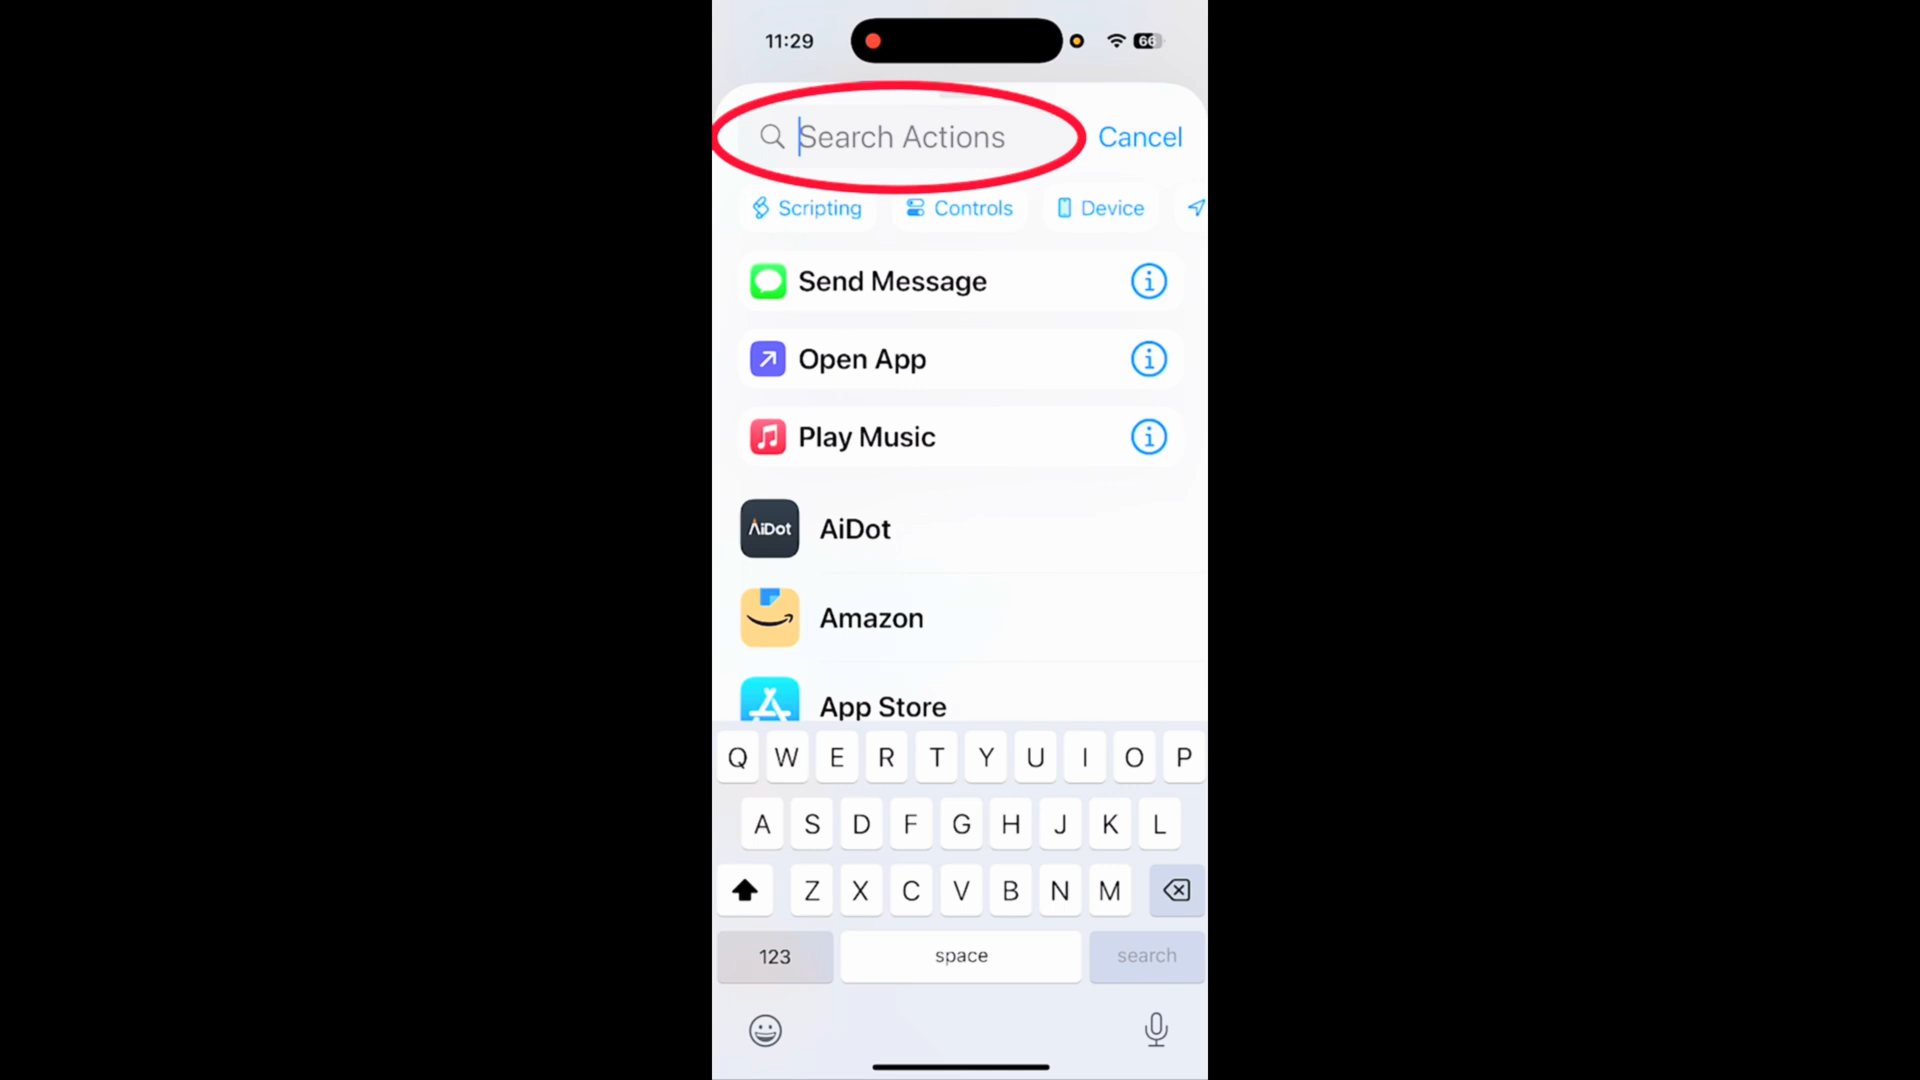 11:29
66
Search Actions
Cancel
Scripting
Controls
Device
Send Message
Open App
Play Music
AiDot
AiDot
Amazon
App Store
Q W E R T Y U I O P
A S D F G H J K L
Z X C V B N M
123
space
search